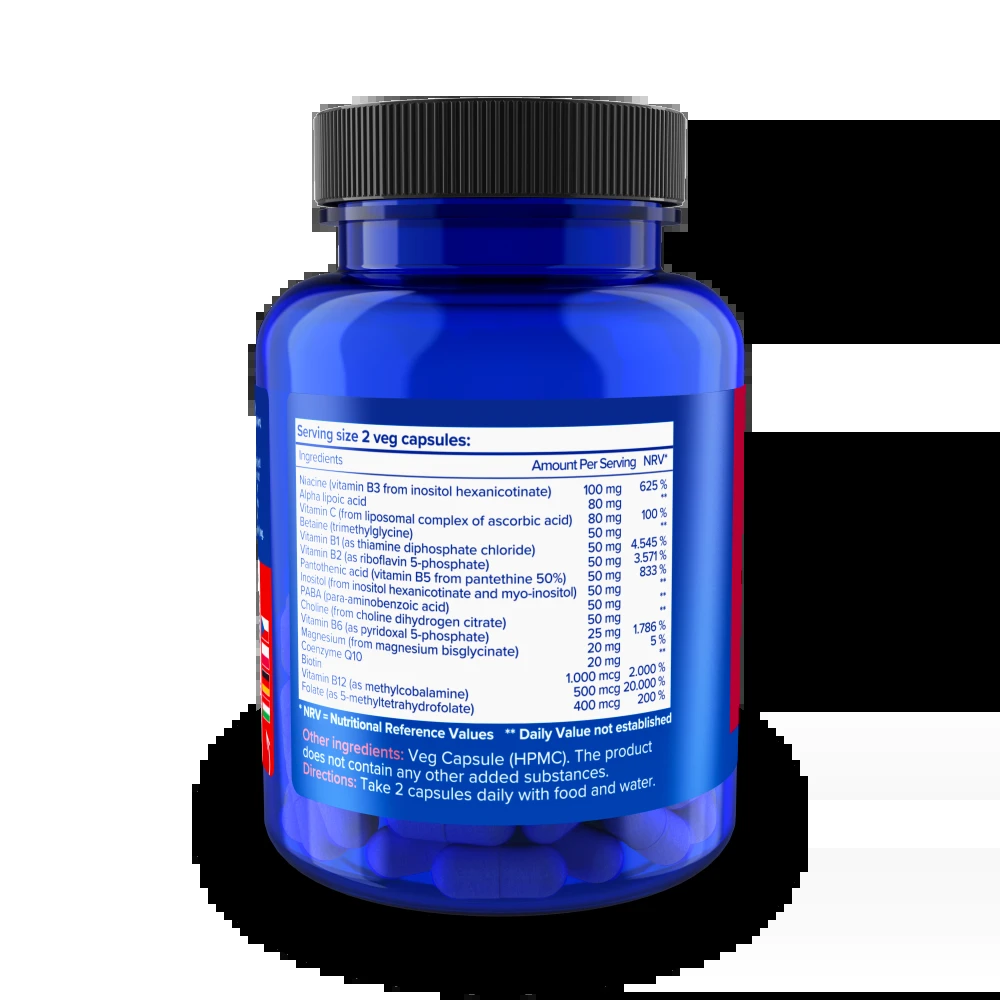 Serving size 2 veg capsules:
Ingredients Amount Per Serving NRV*
Niacine (vitamin B3 from inositol hexanicotinate) 100 mg 625 %
Alpha lipoic acid 80 mg **
Vitamin C (from liposomal complex of ascorbic acid) 80 mg 100 %
Betaine (trimethylglycine) 50 mg **
Vitamin B1 (as thiamine diphosphate chloride) 50 mg 4.545 %
Vitamin B2 (as riboflavin 5-phosphate) 50 mg 3.571 %
Pantothenic acid (vitamin B5 from pantethine 50%) 50 mg 833 %
Inositol (from inositol hexanicotinate and myo-inositol) 50 mg **
PABA (para-aminobenzoic acid) 50 mg **
Choline (from choline dihydrogen citrate) 50 mg **
Vitamin B6 (as pyridoxal 5-phosphate) 25 mg 1.786 %
Magnesium (from magnesium bisglycinate) 20 mg 5 %
Coenzyme Q10 20 mg **
Biotin 1.000 mcg 2.000 %
Vitamin B12 (as methylcobalamine) 500 mcg 20.000 %
Folate (as 5-methyltetrahydrofolate) 400 mcg 200 %
* NRV = Nutritional Reference Values ** Daily Value not established
Other ingredients: Veg Capsule (HPMC). The product
does not contain any other added substances.
Directions: Take 2 capsules daily with food and water.